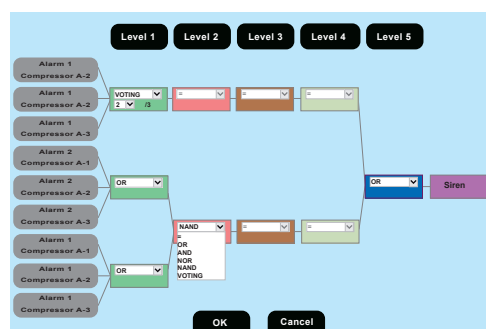 Level 1 Level 2 Level 3 Level 4 Level 5
Alarm 1
Compressor A-2
Alarm 1
Compressor A-2
VOTING = = =
2 /3
Alarm 1
Compressor A-3
Alarm 2
Compressor A-1
Alarm 2
Compressor A-2
OR OR Siren
Alarm 2
Compressor A-3
NAND = =
=
OR
AND
NOR
NAND
VOTING
Alarm 1
Compressor A-1
Alarm 1
Compressor A-2
OR
Alarm 1
Compressor A-3
OK Cancel